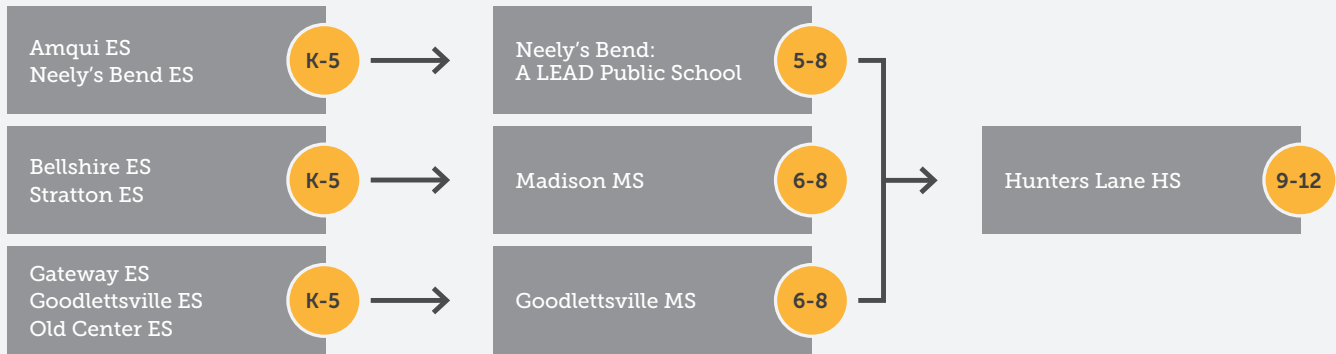 Amqui ES
Neely’s Bend ES
K-5
Neely’s Bend:
A LEAD Public School
5-8
Bellshire ES
Stratton ES
K-5
Madison MS
6-8
Hunters Lane HS
9-12
Gateway ES
Goodlettsville ES
Old Center ES
K-5
Goodlettsville MS
6-8